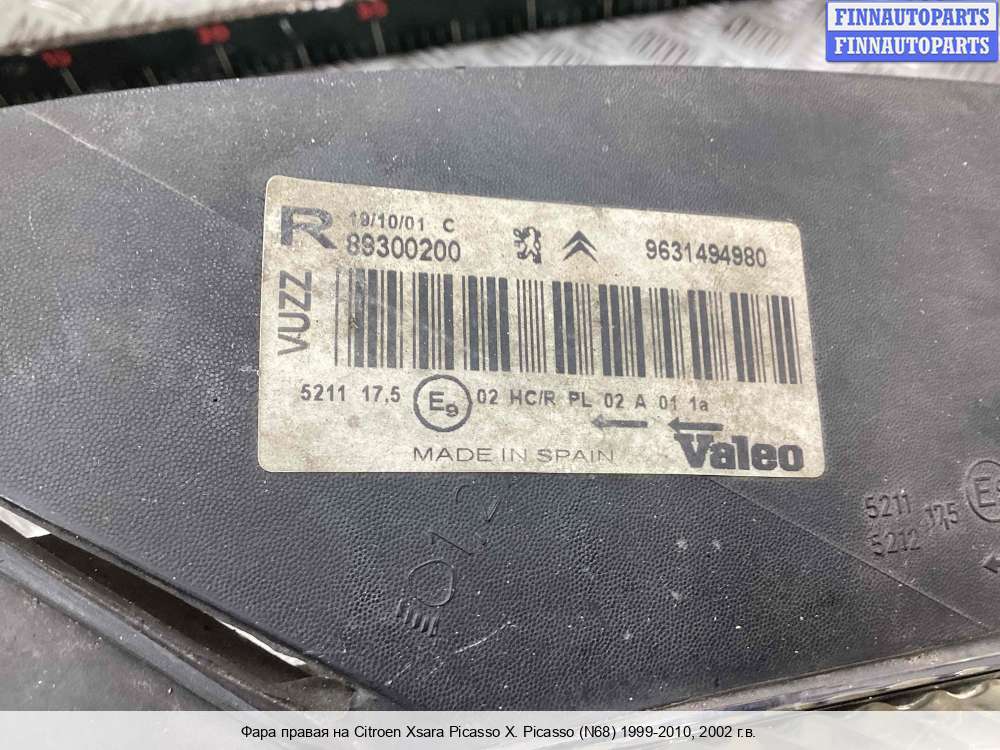 FINNAUTOPARTS
FINNAUTOPARTS
R 19/10/01 C
89300200 9631494980
VUZZ
5211 17,5 E9 02 HC/R PL 02 A 01 1a
MADE IN SPAIN Valeo
5211
5212 17,5 E
Фара правая на Citroen Xsara Picasso X. Picasso (N68) 1999-2010, 2002 г.в.